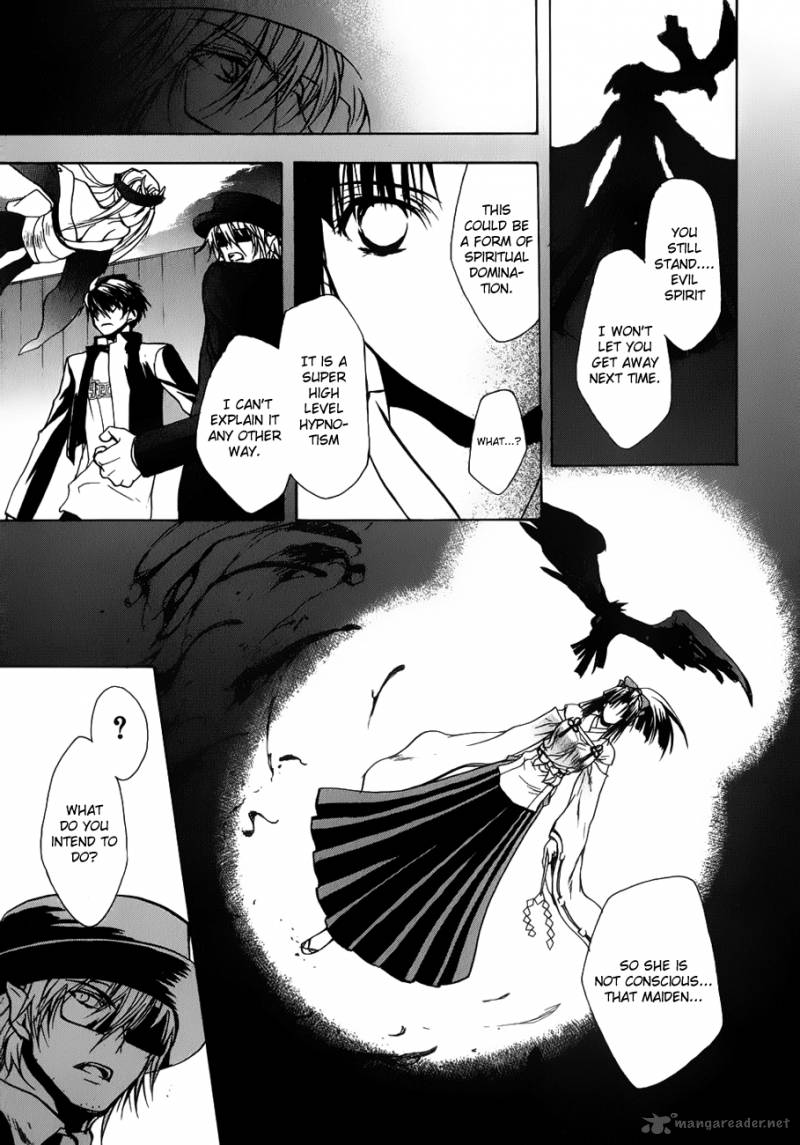 YOU
STILL
STAND....
EVIL
SPIRIT
I WON'T
LET YOU
GET AWAY
NEXT TIME.
THIS
COULD BE
A FORM OF
SPIRITUAL
DOMINA-
TION.
WHAT...?
IT IS A
SUPER
HIGH
LEVEL
HYPNO-
TISM
I CAN'T
EXPLAIN IT
ANY OTHER
WAY.
SO SHE IS
NOT CONSCIOUS...
THAT MAIDEN...
?
WHAT
DO YOU
INTEND TO
DO?
mangareader.net